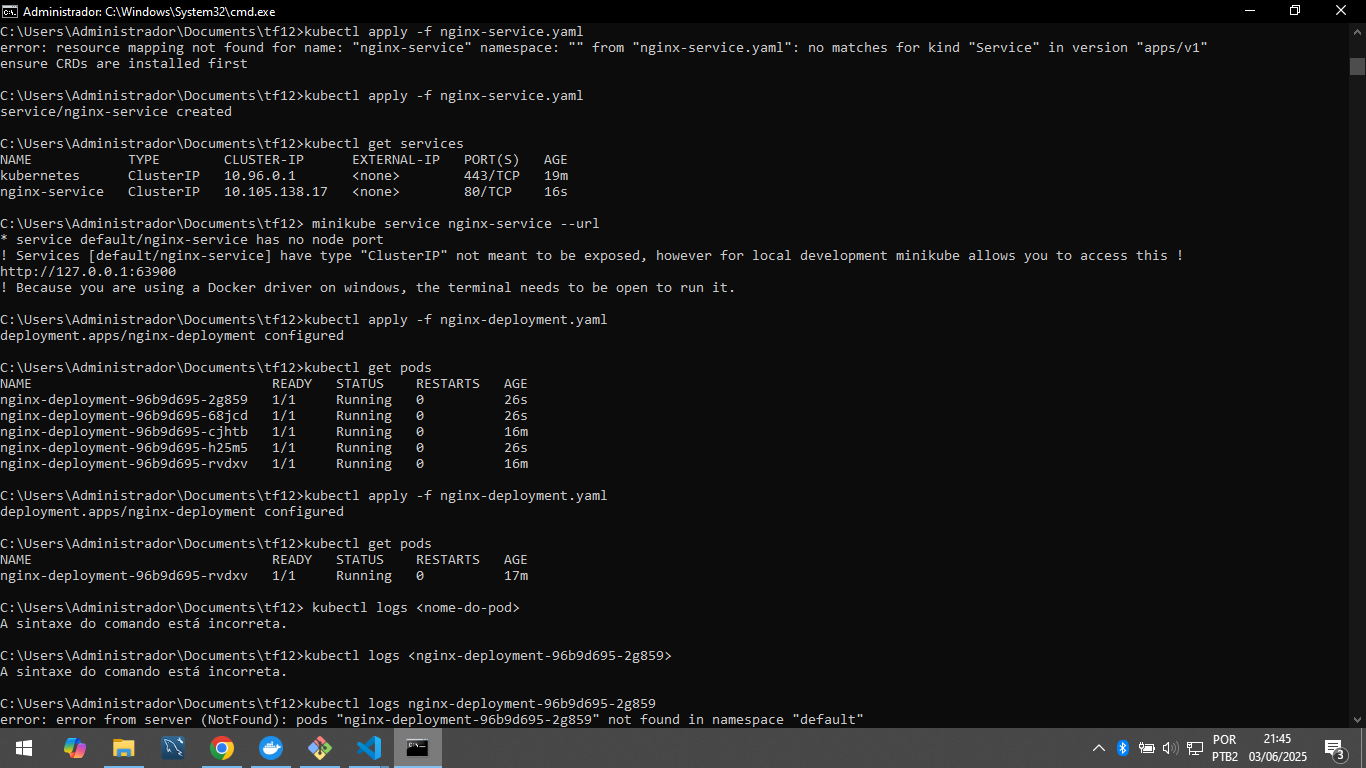 Administrador: C:\Windows\System32\cmd.exe
C:\Users\Administrador\Documents\tf12>kubectl apply -f nginx-service.yaml
error: resource mapping not found for name: "nginx-service" namespace: "" from "nginx-service.yaml": no matches for kind "Service" in version "apps/v1"
ensure CRDs are installed first
C:\Users\Administrador\Documents\tf12>kubectl apply -f nginx-service.yaml
service/nginx-service created
C:\Users\Administrador\Documents\tf12>kubectl get services
NAME TYPE CLUSTER-IP EXTERNAL-IP PORT(S) AGE
kubernetes ClusterIP 10.96.0.1 <none> 443/TCP 19m
nginx-service ClusterIP 10.105.138.17 <none> 80/TCP 16s
C:\Users\Administrador\Documents\tf12> minikube service nginx-service --url
* service default/nginx-service has no node port
! Services [default/nginx-service] have type "ClusterIP" not meant to be exposed, however for local development minikube allows you to access this !
http://127.0.0.1:63900
! Because you are using a Docker driver on windows, the terminal needs to be open to run it.
C:\Users\Administrador\Documents\tf12>kubectl apply -f nginx-deployment.yaml
deployment.apps/nginx-deployment configured
C:\Users\Administrador\Documents\tf12>kubectl get pods
NAME READY STATUS RESTARTS AGE
nginx-deployment-96b9d695-2g859 1/1 Running 0 26s
nginx-deployment-96b9d695-68jcd 1/1 Running 0 26s
nginx-deployment-96b9d695-cjhtb 1/1 Running 0 16m
nginx-deployment-96b9d695-h25m5 1/1 Running 0 26s
nginx-deployment-96b9d695-rvdxv 1/1 Running 0 16m
C:\Users\Administrador\Documents\tf12>kubectl apply -f nginx-deployment.yaml
deployment.apps/nginx-deployment configured
C:\Users\Administrador\Documents\tf12>kubectl get pods
NAME READY STATUS RESTARTS AGE
nginx-deployment-96b9d695-rvdxv 1/1 Running 0 17m
C:\Users\Administrador\Documents\tf12> kubectl logs <nome-do-pod>
A sintaxe do comando está incorreta.
C:\Users\Administrador\Documents\tf12>kubectl logs <nginx-deployment-96b9d695-2g859>
A sintaxe do comando está incorreta.
C:\Users\Administrador\Documents\tf12>kubectl logs nginx-deployment-96b9d695-2g859
error: error from server (NotFound): pods "nginx-deployment-96b9d695-2g859" not found in namespace "default"
POR 21:45
PTB2 03/06/2025 3